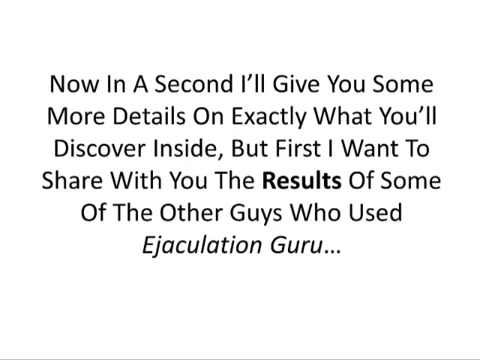 Now In A Second I’ll Give You Some
More Details On Exactly What You’ll
Discover Inside, But First I Want To
Share With You The Results Of Some
Of The Other Guys Who Used
Ejaculation Guru…